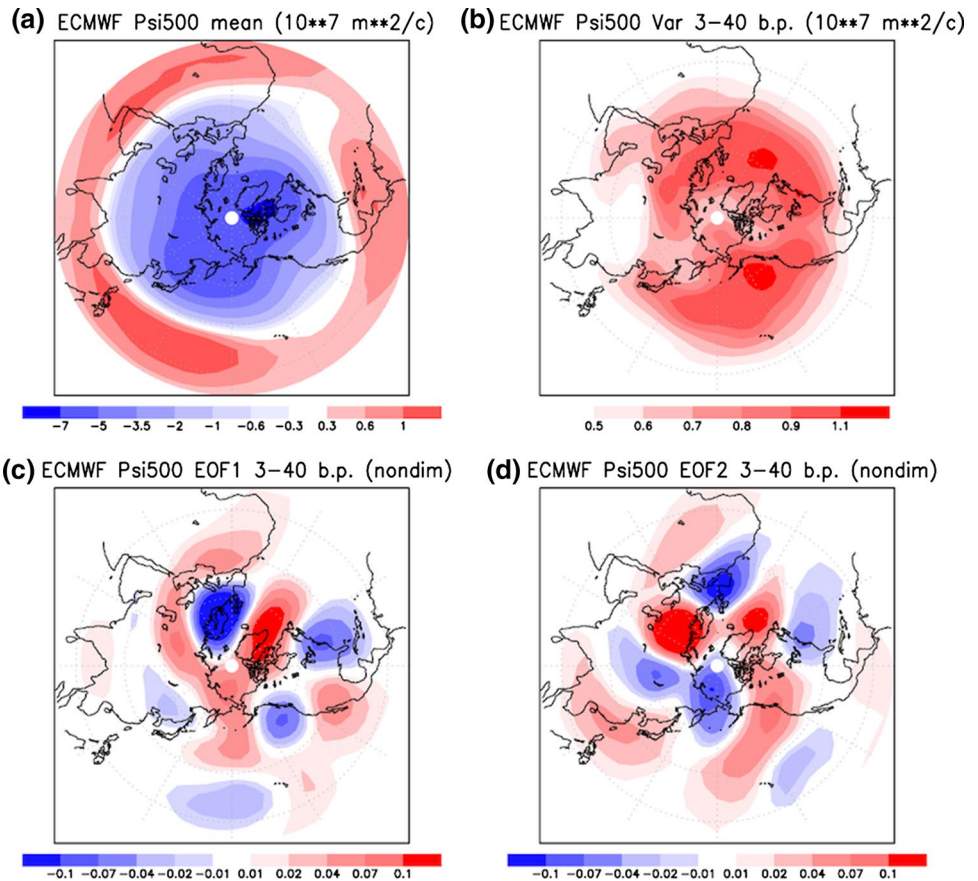 (a) ECMWF Psi500 mean (10**7 m**2/c)
(b) ECMWF Psi500 Var 3-40 b.p. (10**7 m**2/c)
-7 -5 -3.5 -2 -1 -0.6 -0.3 0.3 0.6 1
0.5 0.6 0.7 0.8 0.9 1.1
(c) ECMWF Psi500 EOF1 3-40 b.p. (nondim)
(d) ECMWF Psi500 EOF2 3-40 b.p. (nondim)
-0.1 -0.07 -0.04 -0.02 -0.01 0.01 0.02 0.04 0.07 0.1
-0.1 -0.07 -0.04 -0.02 -0.01 0.01 0.02 0.04 0.07 0.1